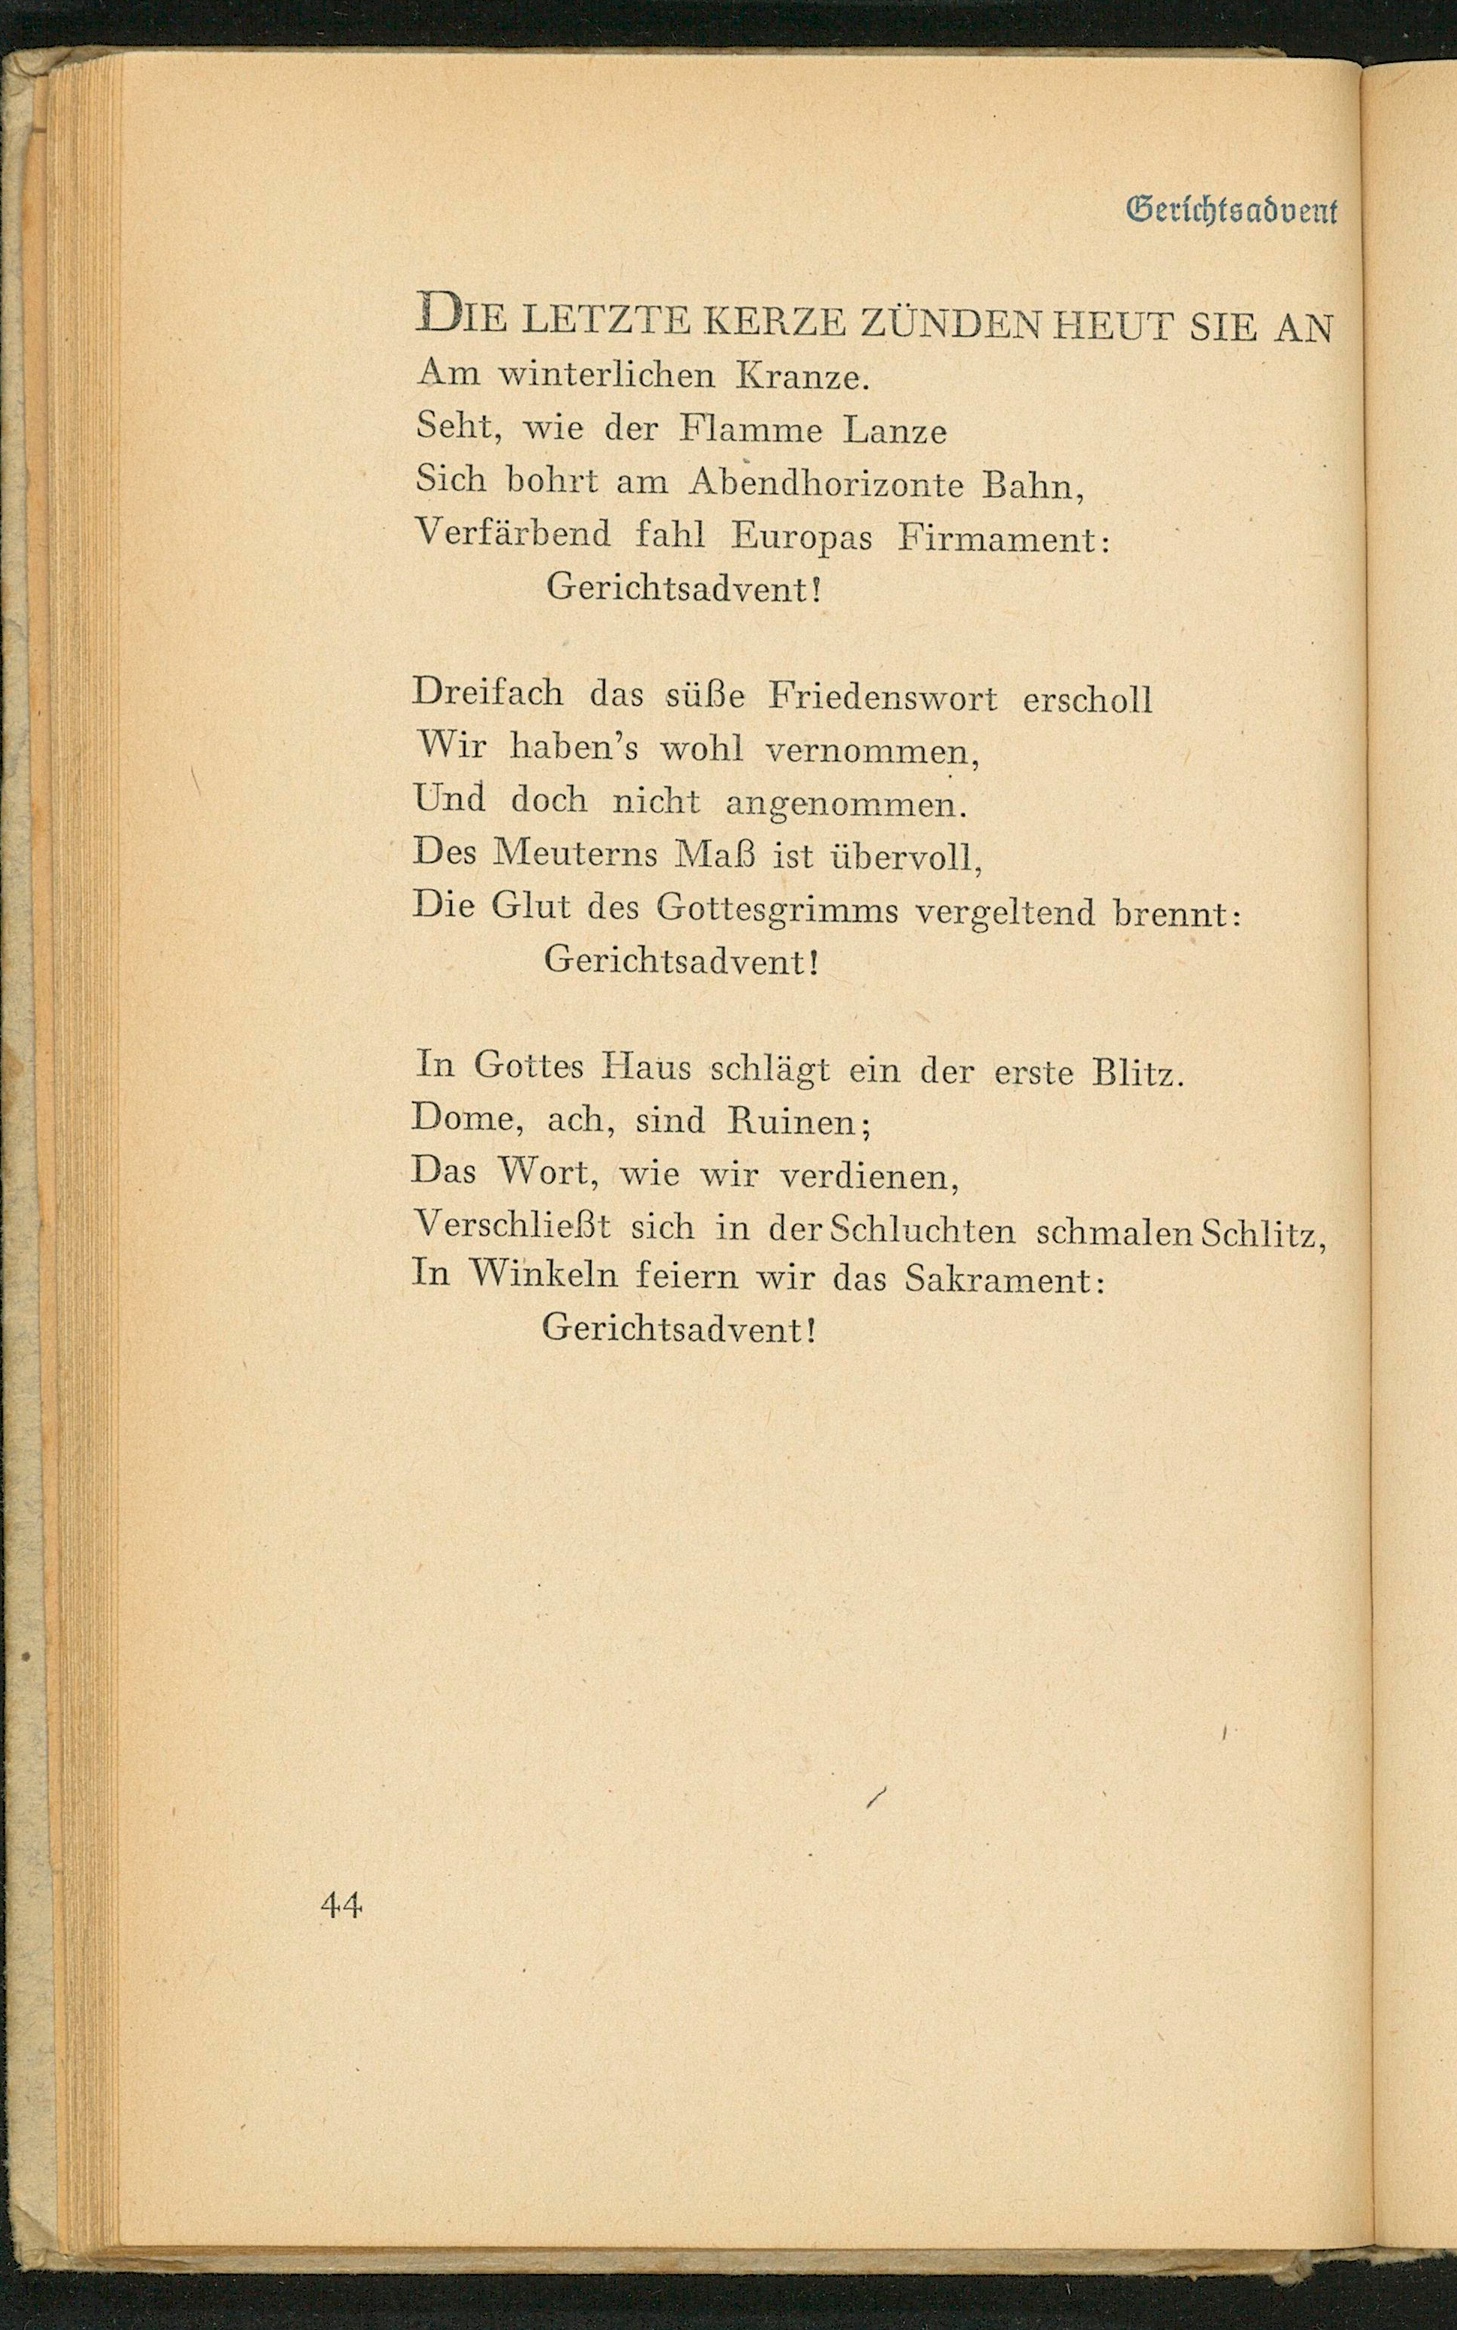 Gerichtsadvent
DIE LETZTE KERZE ZÜNDEN HEUT SIE AN
Am winterlichen Kranze.
Seht, wie der Flamme Lanze
Sich bohrt am Abendhorizonte Bahn,
Verfärbend fahl Europas Firmament:
Gerichtsadvent!
Dreifach das süße Friedenswort erscholl
Wir haben's wohl vernommen,
Und doch nicht angenommen.
Des Meuterns Maß ist übervoll,
Die Glut des Gottesgrimms vergeltend brennt:
Gerichtsadvent!
In Gottes Haus schlägt ein der erste Blitz.
Dome, ach, sind Ruinen;
Das Wort, wie wir verdienen,
Verschließt sich in der Schluchten schmalen Schlitz,
In Winkeln feiern wir das Sakrament:
Gerichtsadvent!
44